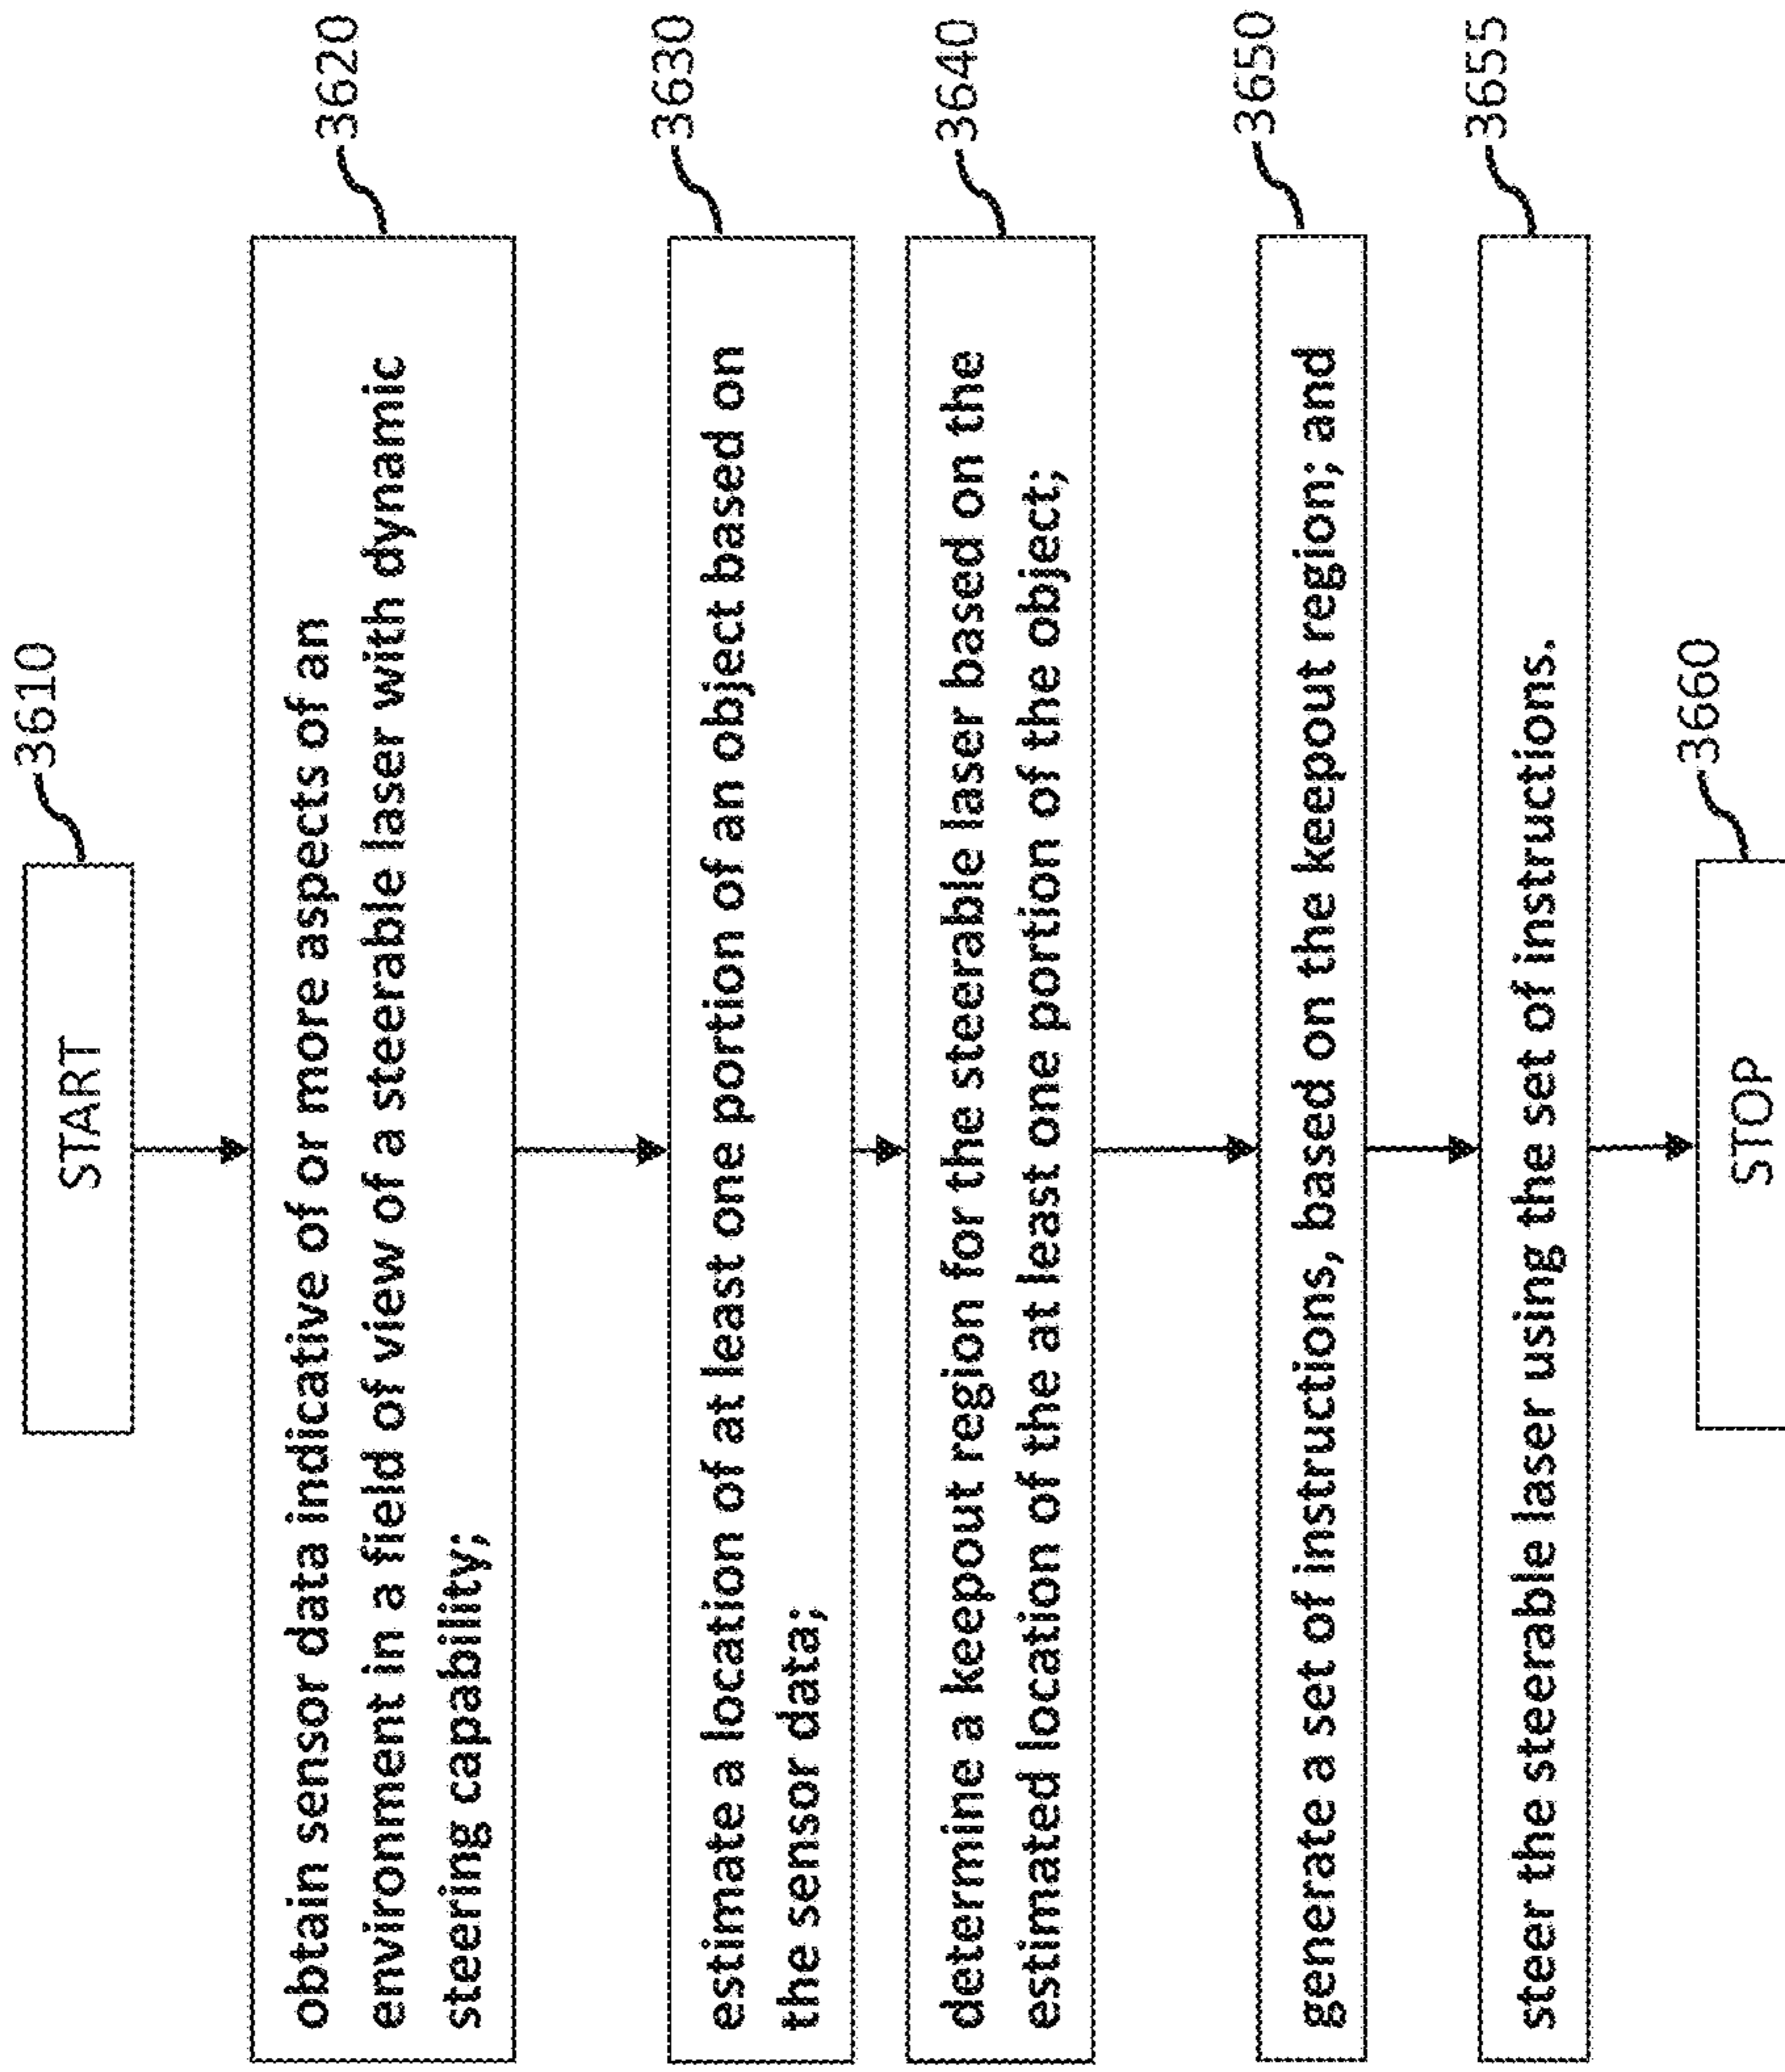 START
3610
obtain sensor data indicative of or more aspects of an
environment in a field of view of a steerable laser with dynamic
steering capability;
3620
estimate a location of at least one portion of an object based on
the sensor data;
3630
determine a keepout region for the steerable laser based on the
estimated location of the at least one portion of the object;
3640
generate a set of instructions, based on the keepout region; and
3650
steer the steerable laser using the set of instructions.
3655
STOP
3660